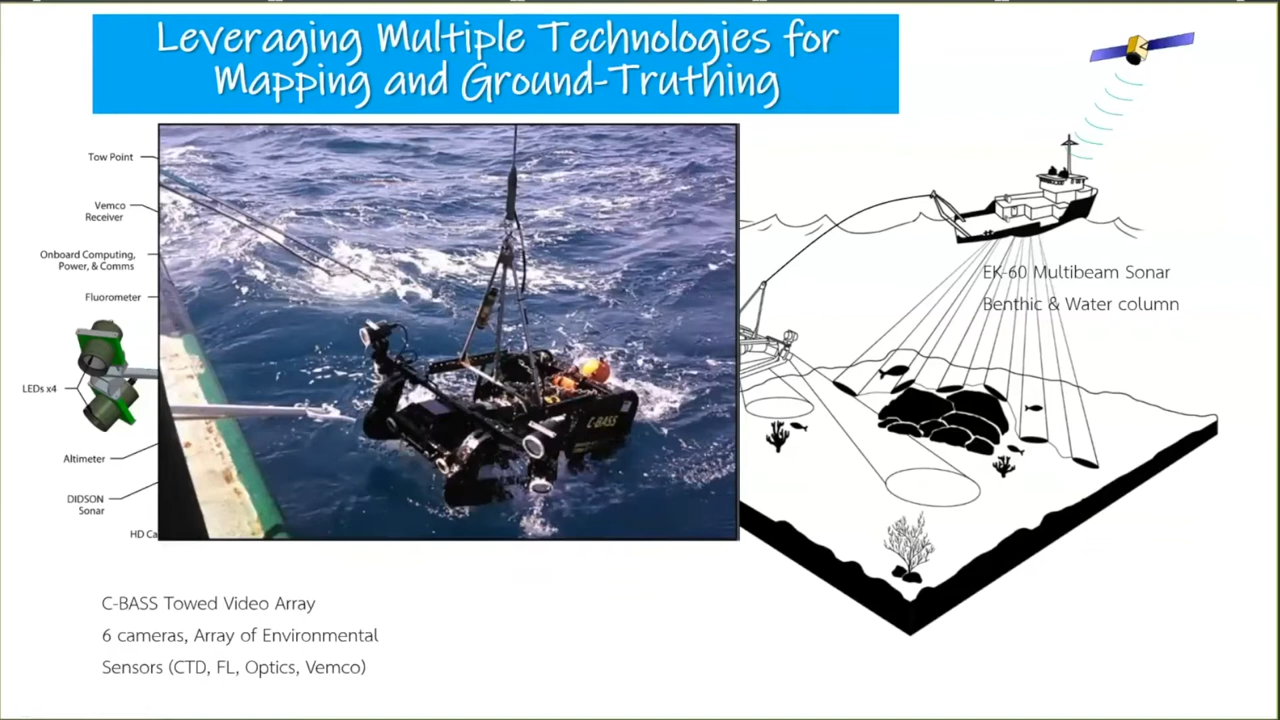 Leveraging Multiple Technologies for
Mapping and Ground-Truthing
Tow Point
Vemco
Receiver
Onboard Computing,
Power, & Comms
Fluorometer
LEDs x4
Altimeter
DIDSON
Sonar
HD Ca
C-BASS
EK-60 Multibeam Sonar
Benthic & Water column
C-BASS Towed Video Array
6 cameras, Array of Environmental
Sensors (CTD, FL, Optics, Vemco)